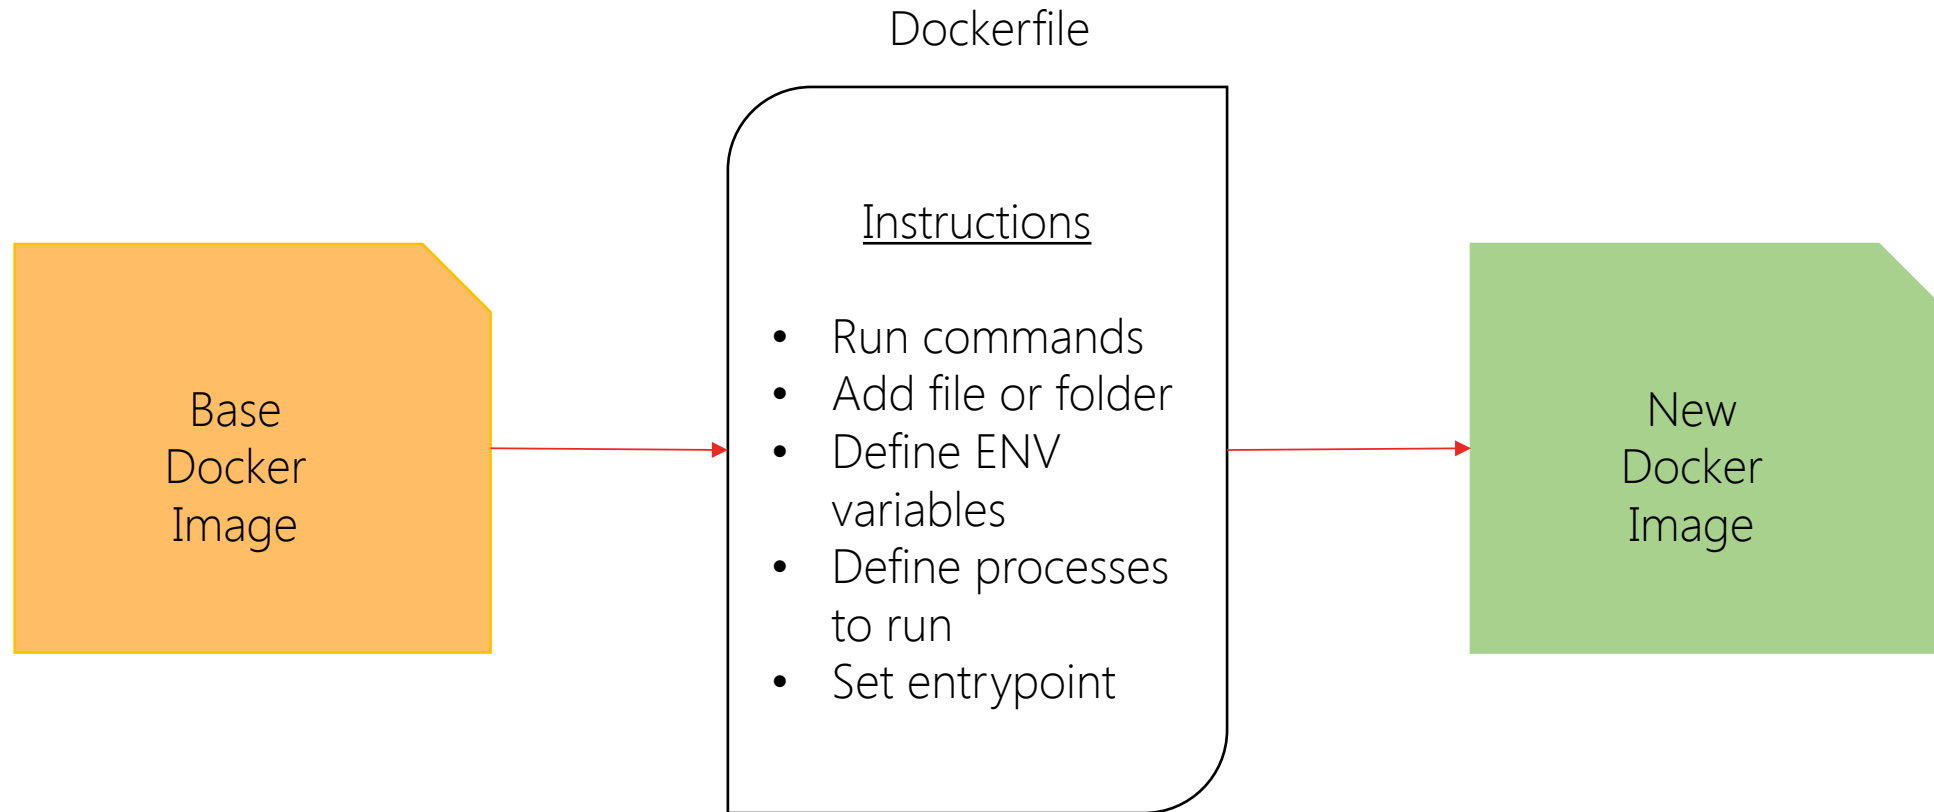 Dockerfile
Base
Docker
Image
Instructions
• Run commands
• Add file or folder
• Define ENV
variables
• Define processes
to run
• Set entrypoint
New
Docker
Image